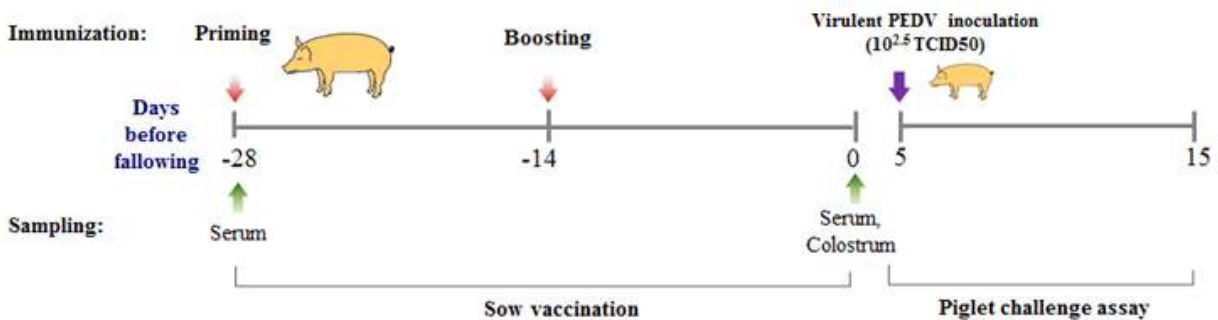 Immunization:
Priming
Boosting
Virulent PEDV inoculation
(10^2.5 TCID50)
Days
before
fallowing
-28
-14
0
5
15
Sampling:
Serum
Serum,
Colostrum
Sow vaccination
Piglet challenge assay